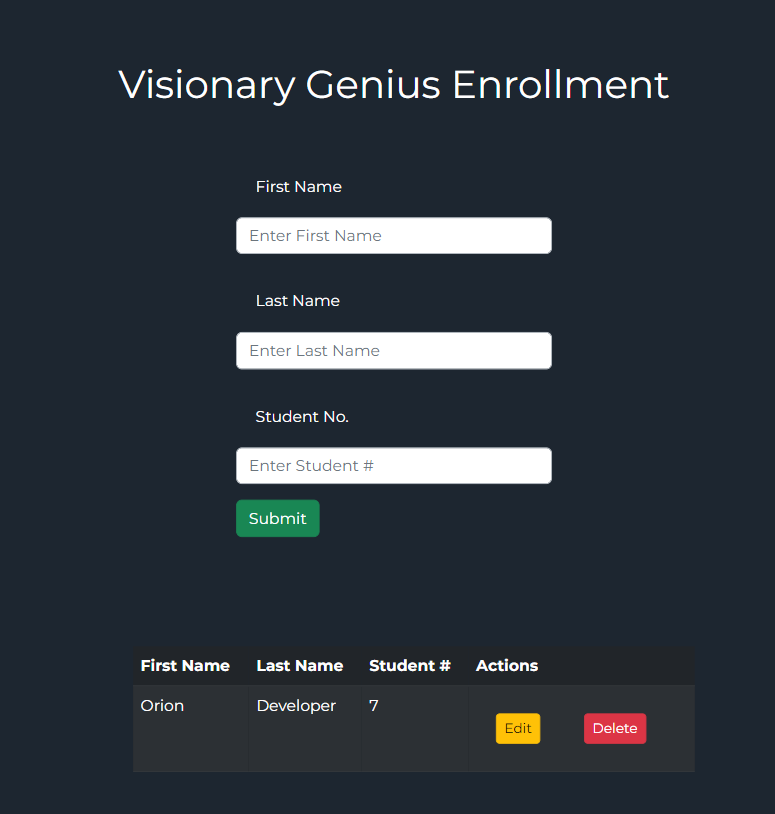 Visionary Genius Enrollment
First Name
Enter First Name
Last Name
Enter Last Name
Student No.
Enter Student #
Submit
First Name Last Name Student # Actions
Orion Developer 7 Edit Delete